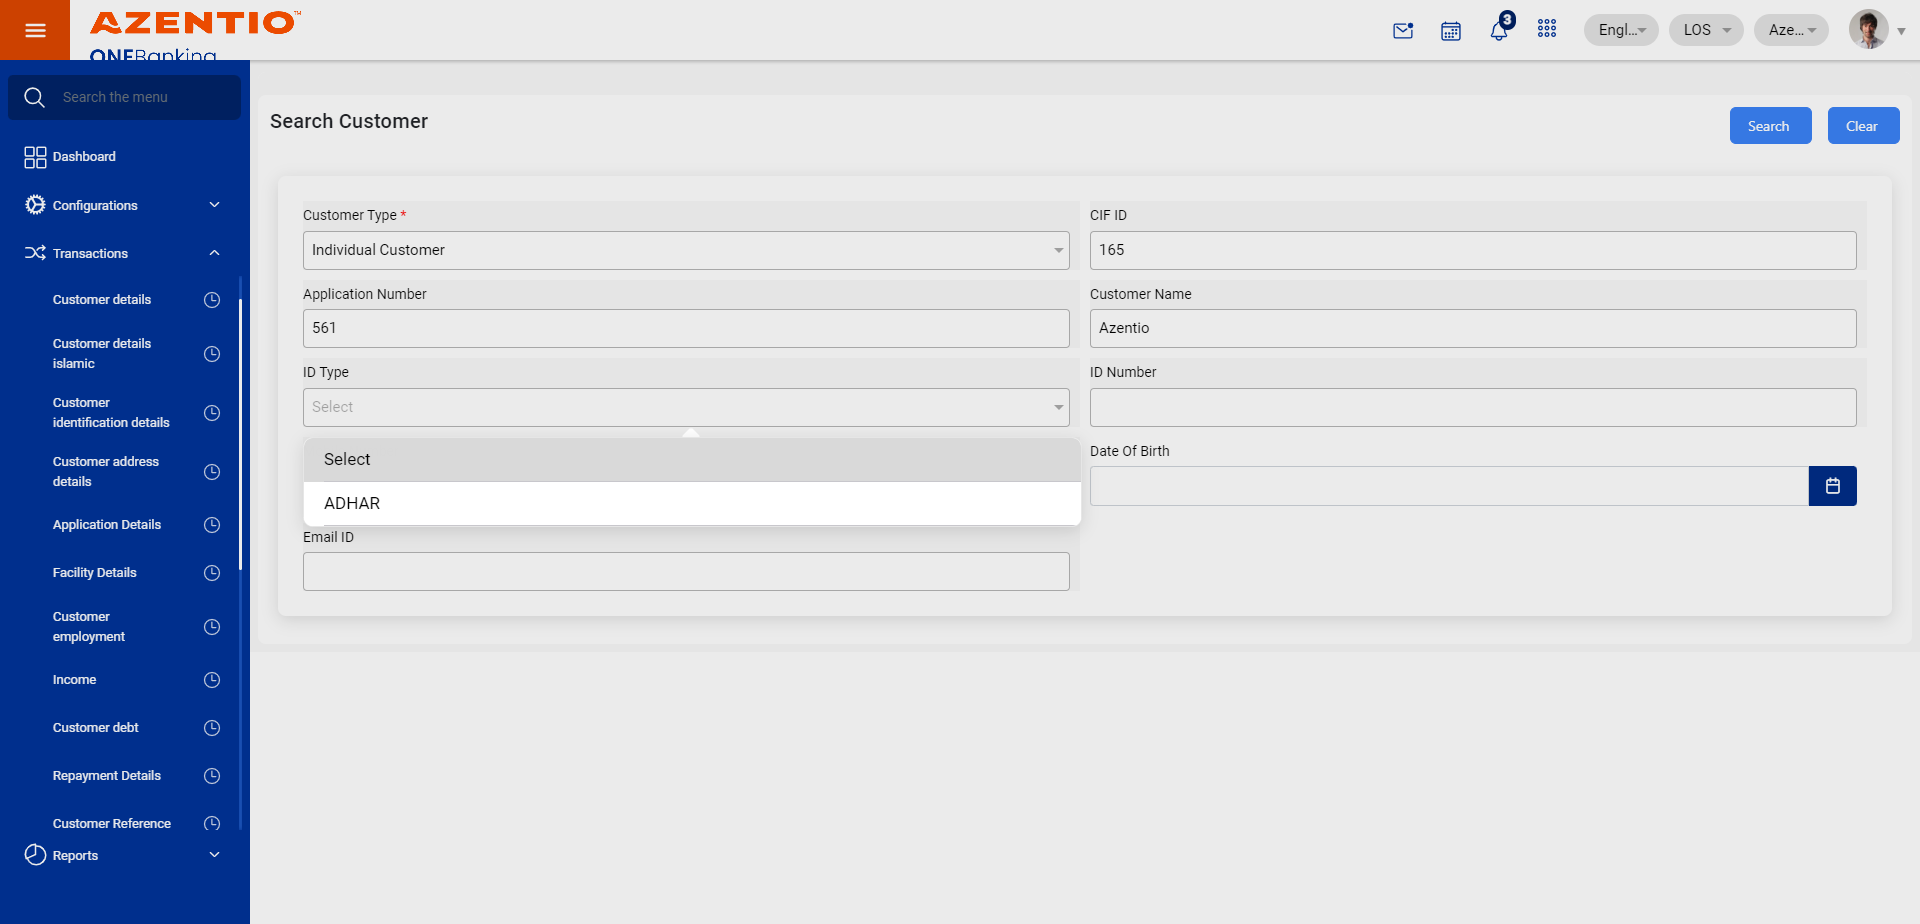 AZENTIO™
ONEBanking
3
Engl...
LOS
Aze...
Search the menu
Dashboard
Configurations
Transactions
Customer details
Customer details
islamic
Customer
identification details
Customer address
details
Application Details
Facility Details
Customer
employment
Income
Customer debt
Repayment Details
Customer Reference
Reports
Search Customer
Search
Clear
Customer Type *
CIF ID
Individual Customer
165
Application Number
Customer Name
561
Azentio
ID Type
ID Number
Select
Select
ADHAR
Date Of Birth
Email ID